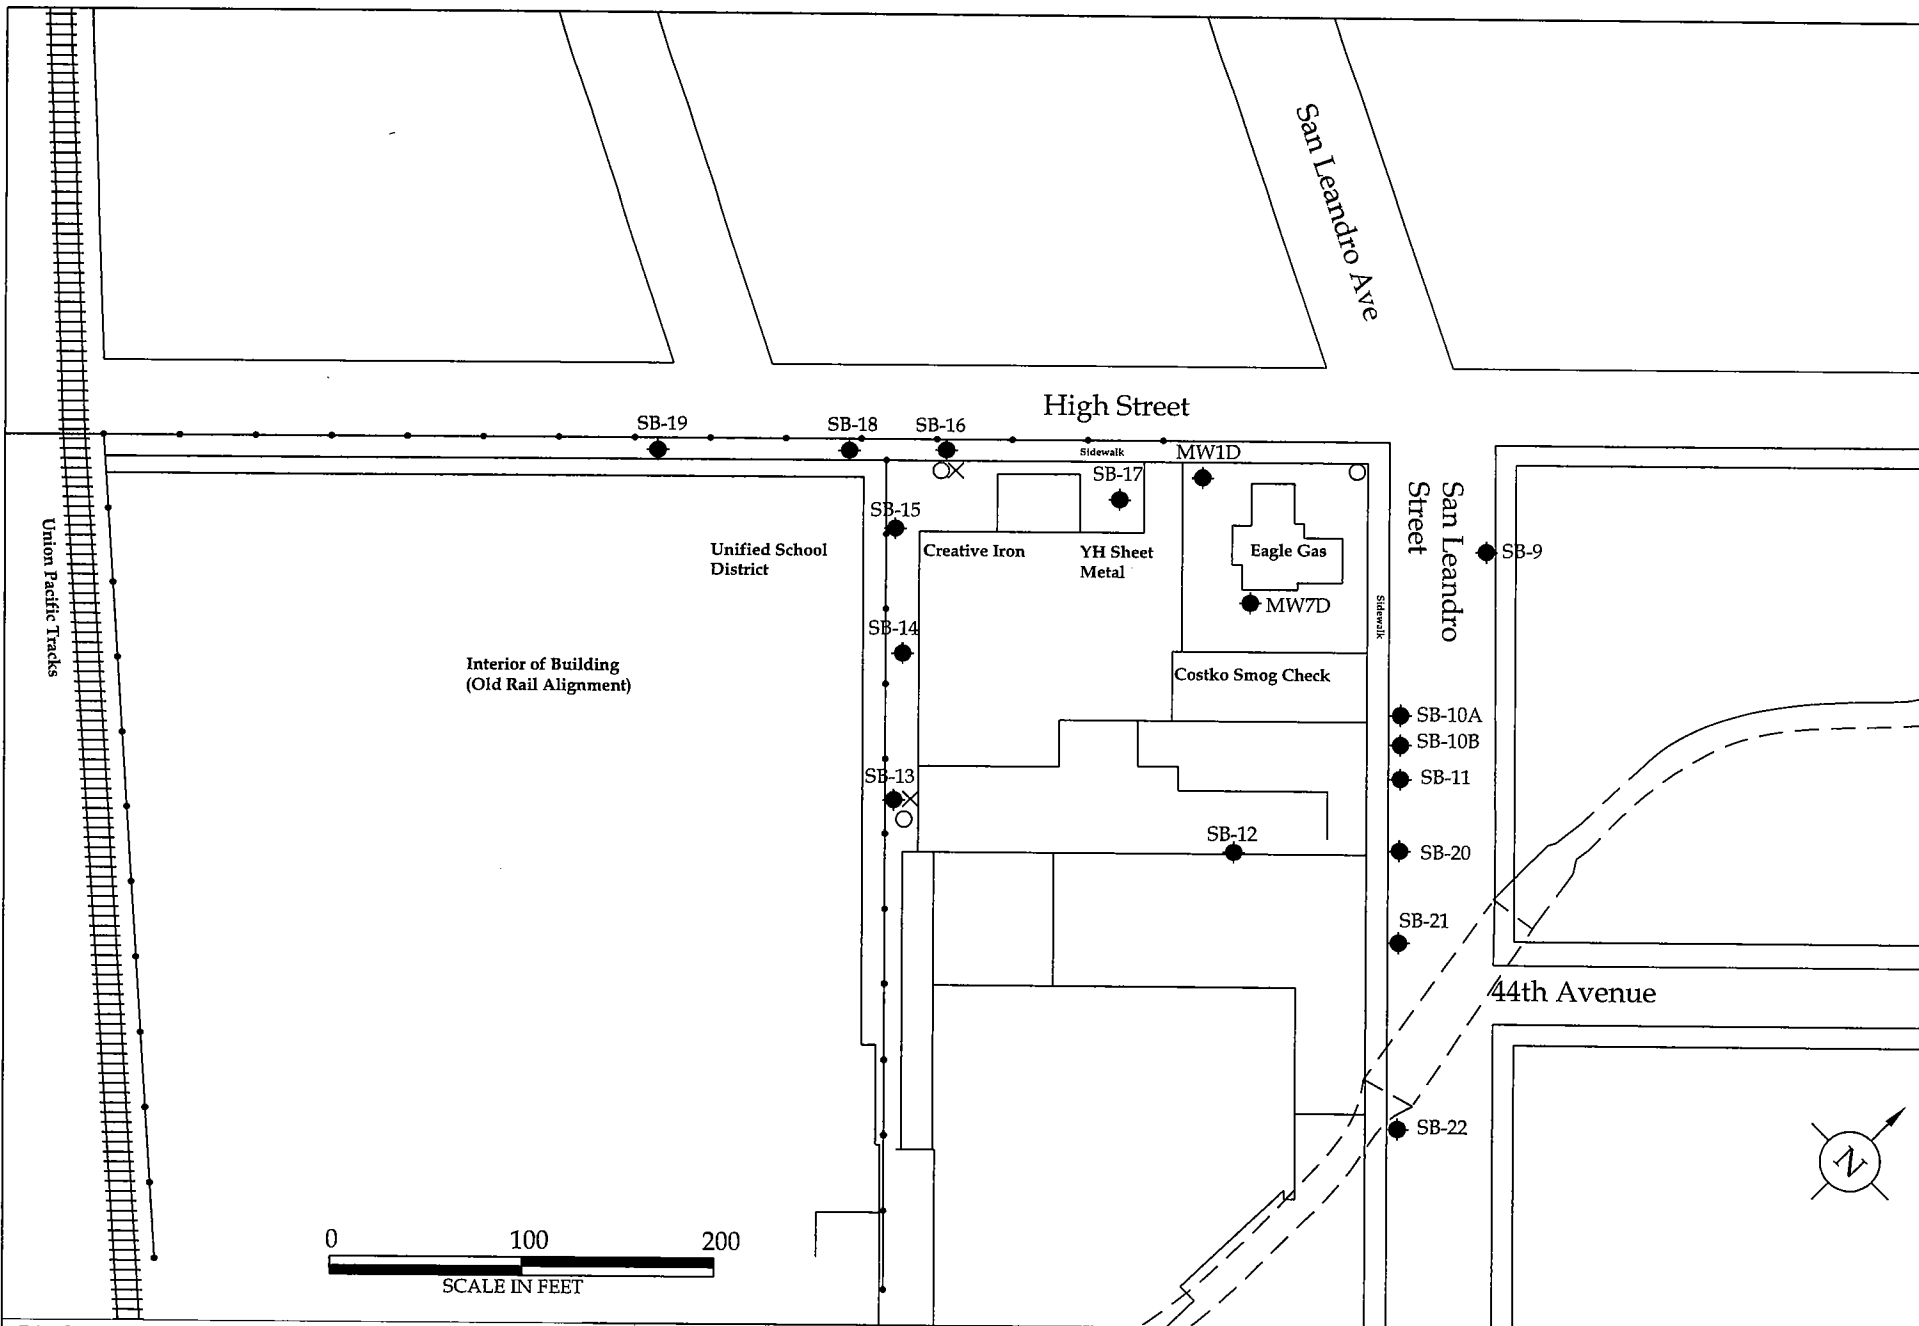 San Leandro Ave
High Street
SB-19
SB-18
SB-16
Sidewalk
MW1D
SB-17
SB-15
San Leandro
Street
Union Pacific Tracks
Unified School
District
Creative Iron
YH Sheet
Metal
Eagle Gas
SB-9
MW7D
Sidewalk
SB-14
Interior of Building
(Old Rail Alignment)
Costko Smog Check
SB-10A
SB-10B
SB-13
SB-11
SB-12
SB-20
SB-21
44th Avenue
SB-22
N
0 100 200
SCALE IN FEET